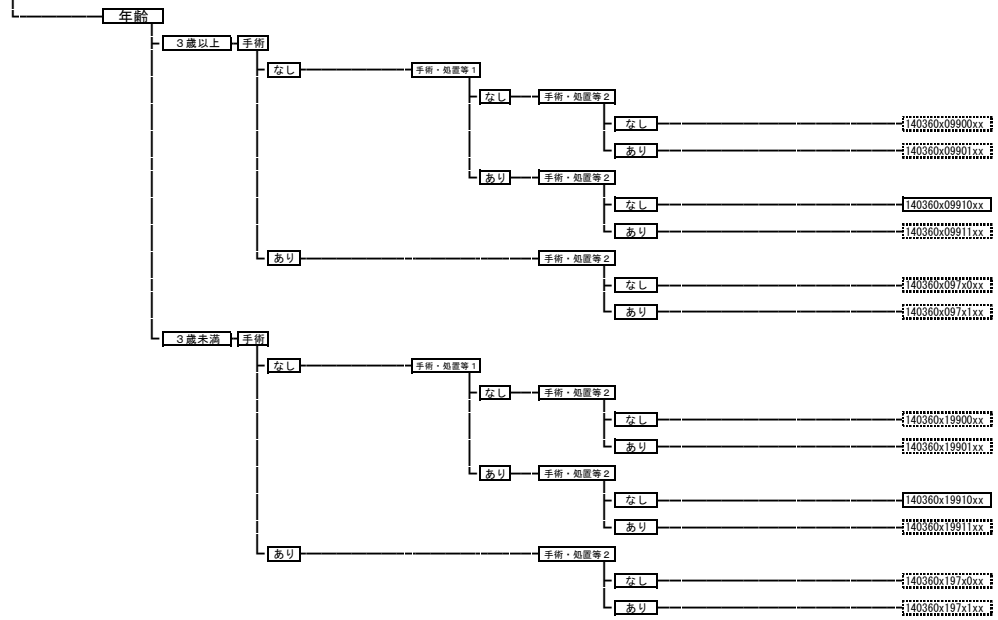 年齢
３歳以上 手術
なし 手術・処置等１
なし 手術・処置等２
なし 140360x09900xx
あり 140360x09901xx
あり 手術・処置等２
なし 140360x09910xx
あり 140360x09911xx
あり 手術・処置等２
なし 140360x097x0xx
あり 140360x097x1xx
３歳未満 手術
なし 手術・処置等１
なし 手術・処置等２
なし 140360x19900xx
あり 140360x19901xx
あり 手術・処置等２
なし 140360x19910xx
あり 140360x19911xx
あり 手術・処置等２
なし 140360x197x0xx
あり 140360x197x1xx